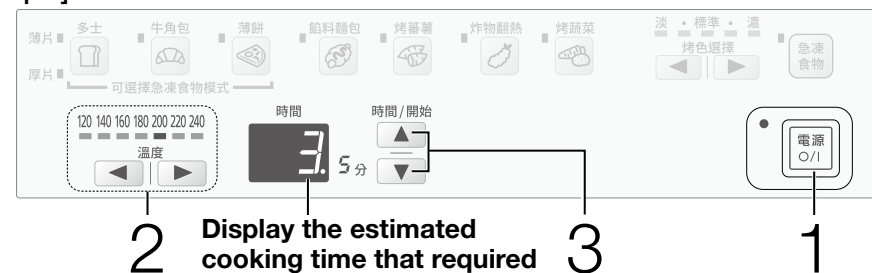 多士
牛角包
薄餅
餡料麵包
烤蕃薯
炸物翻熱
烤蔬菜
淡 · 標準 · 濃
烤色選擇
急凍
食物
薄片
厚片
可選擇急凍食物模式
120 140 160 180 200 220 240
溫度
時間
3.
5分
時間/開始
電源
O/I
2
Display the estimated
cooking time that required
3
1